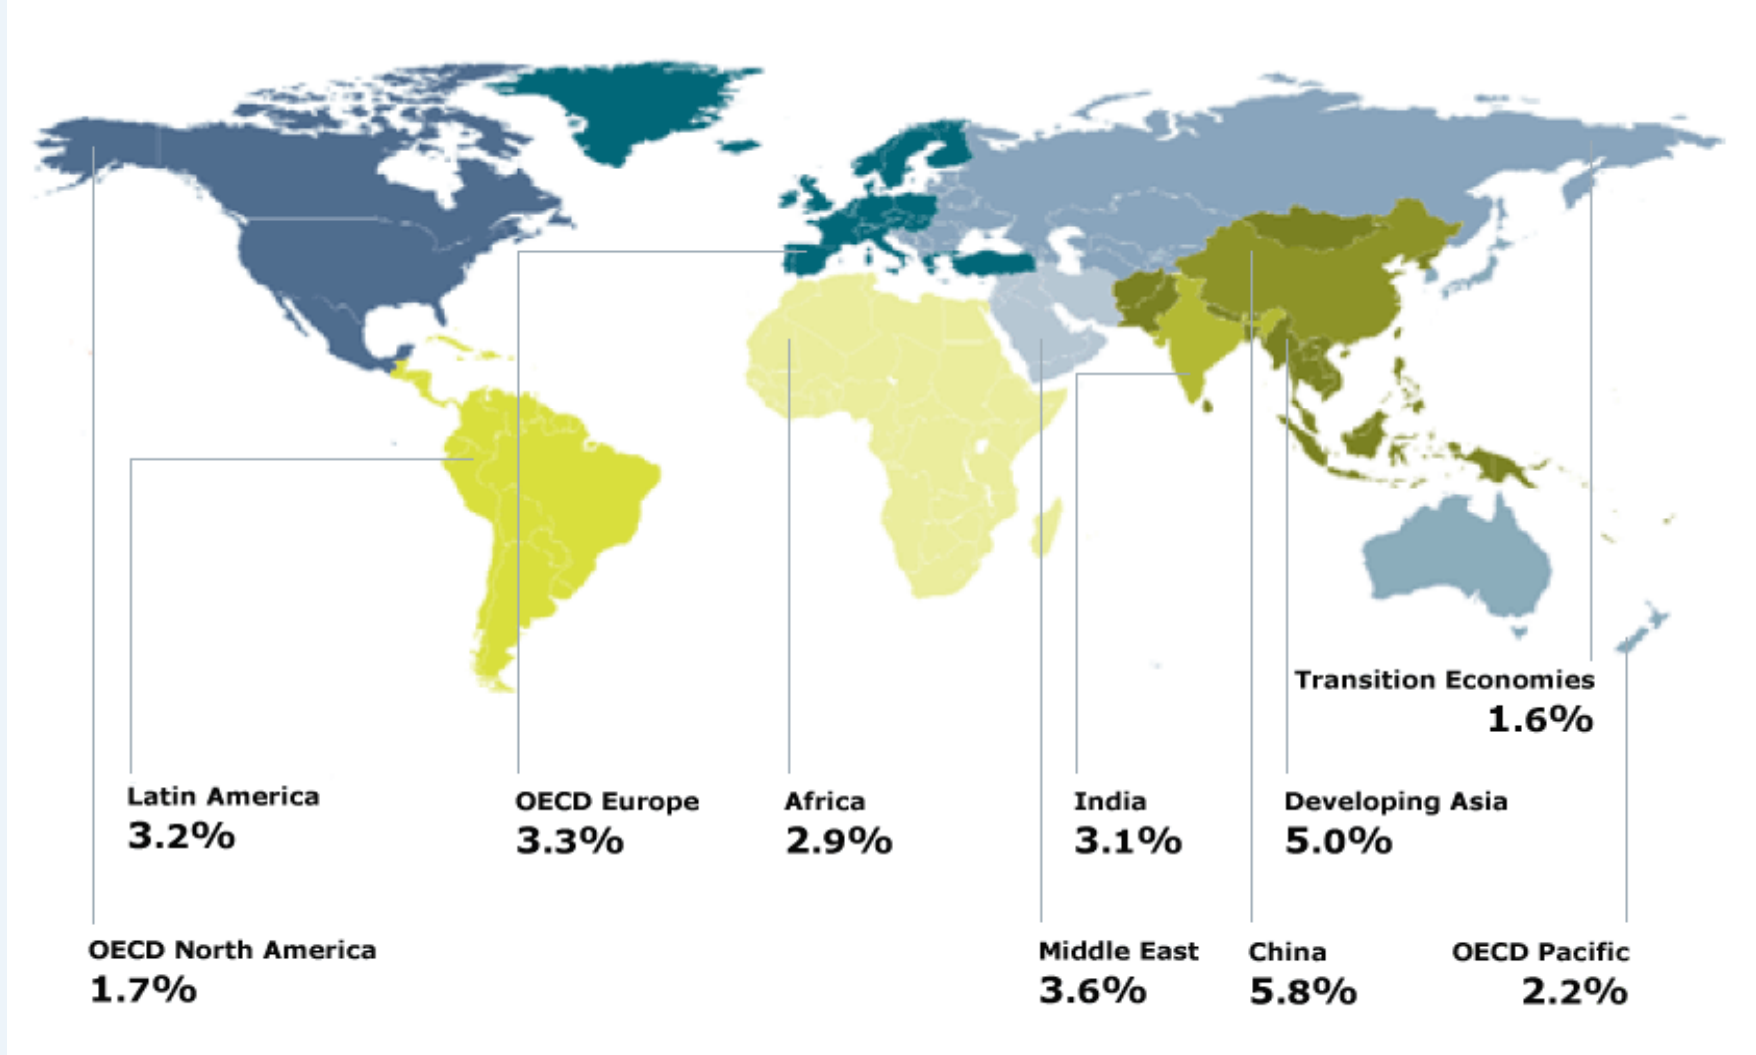 Transition Economies
1.6%
Latin America
3.2%
OECD Europe
3.3%
Africa
2.9%
India
3.1%
Developing Asia
5.0%
OECD North America
1.7%
Middle East
3.6%
China
5.8%
OECD Pacific
2.2%